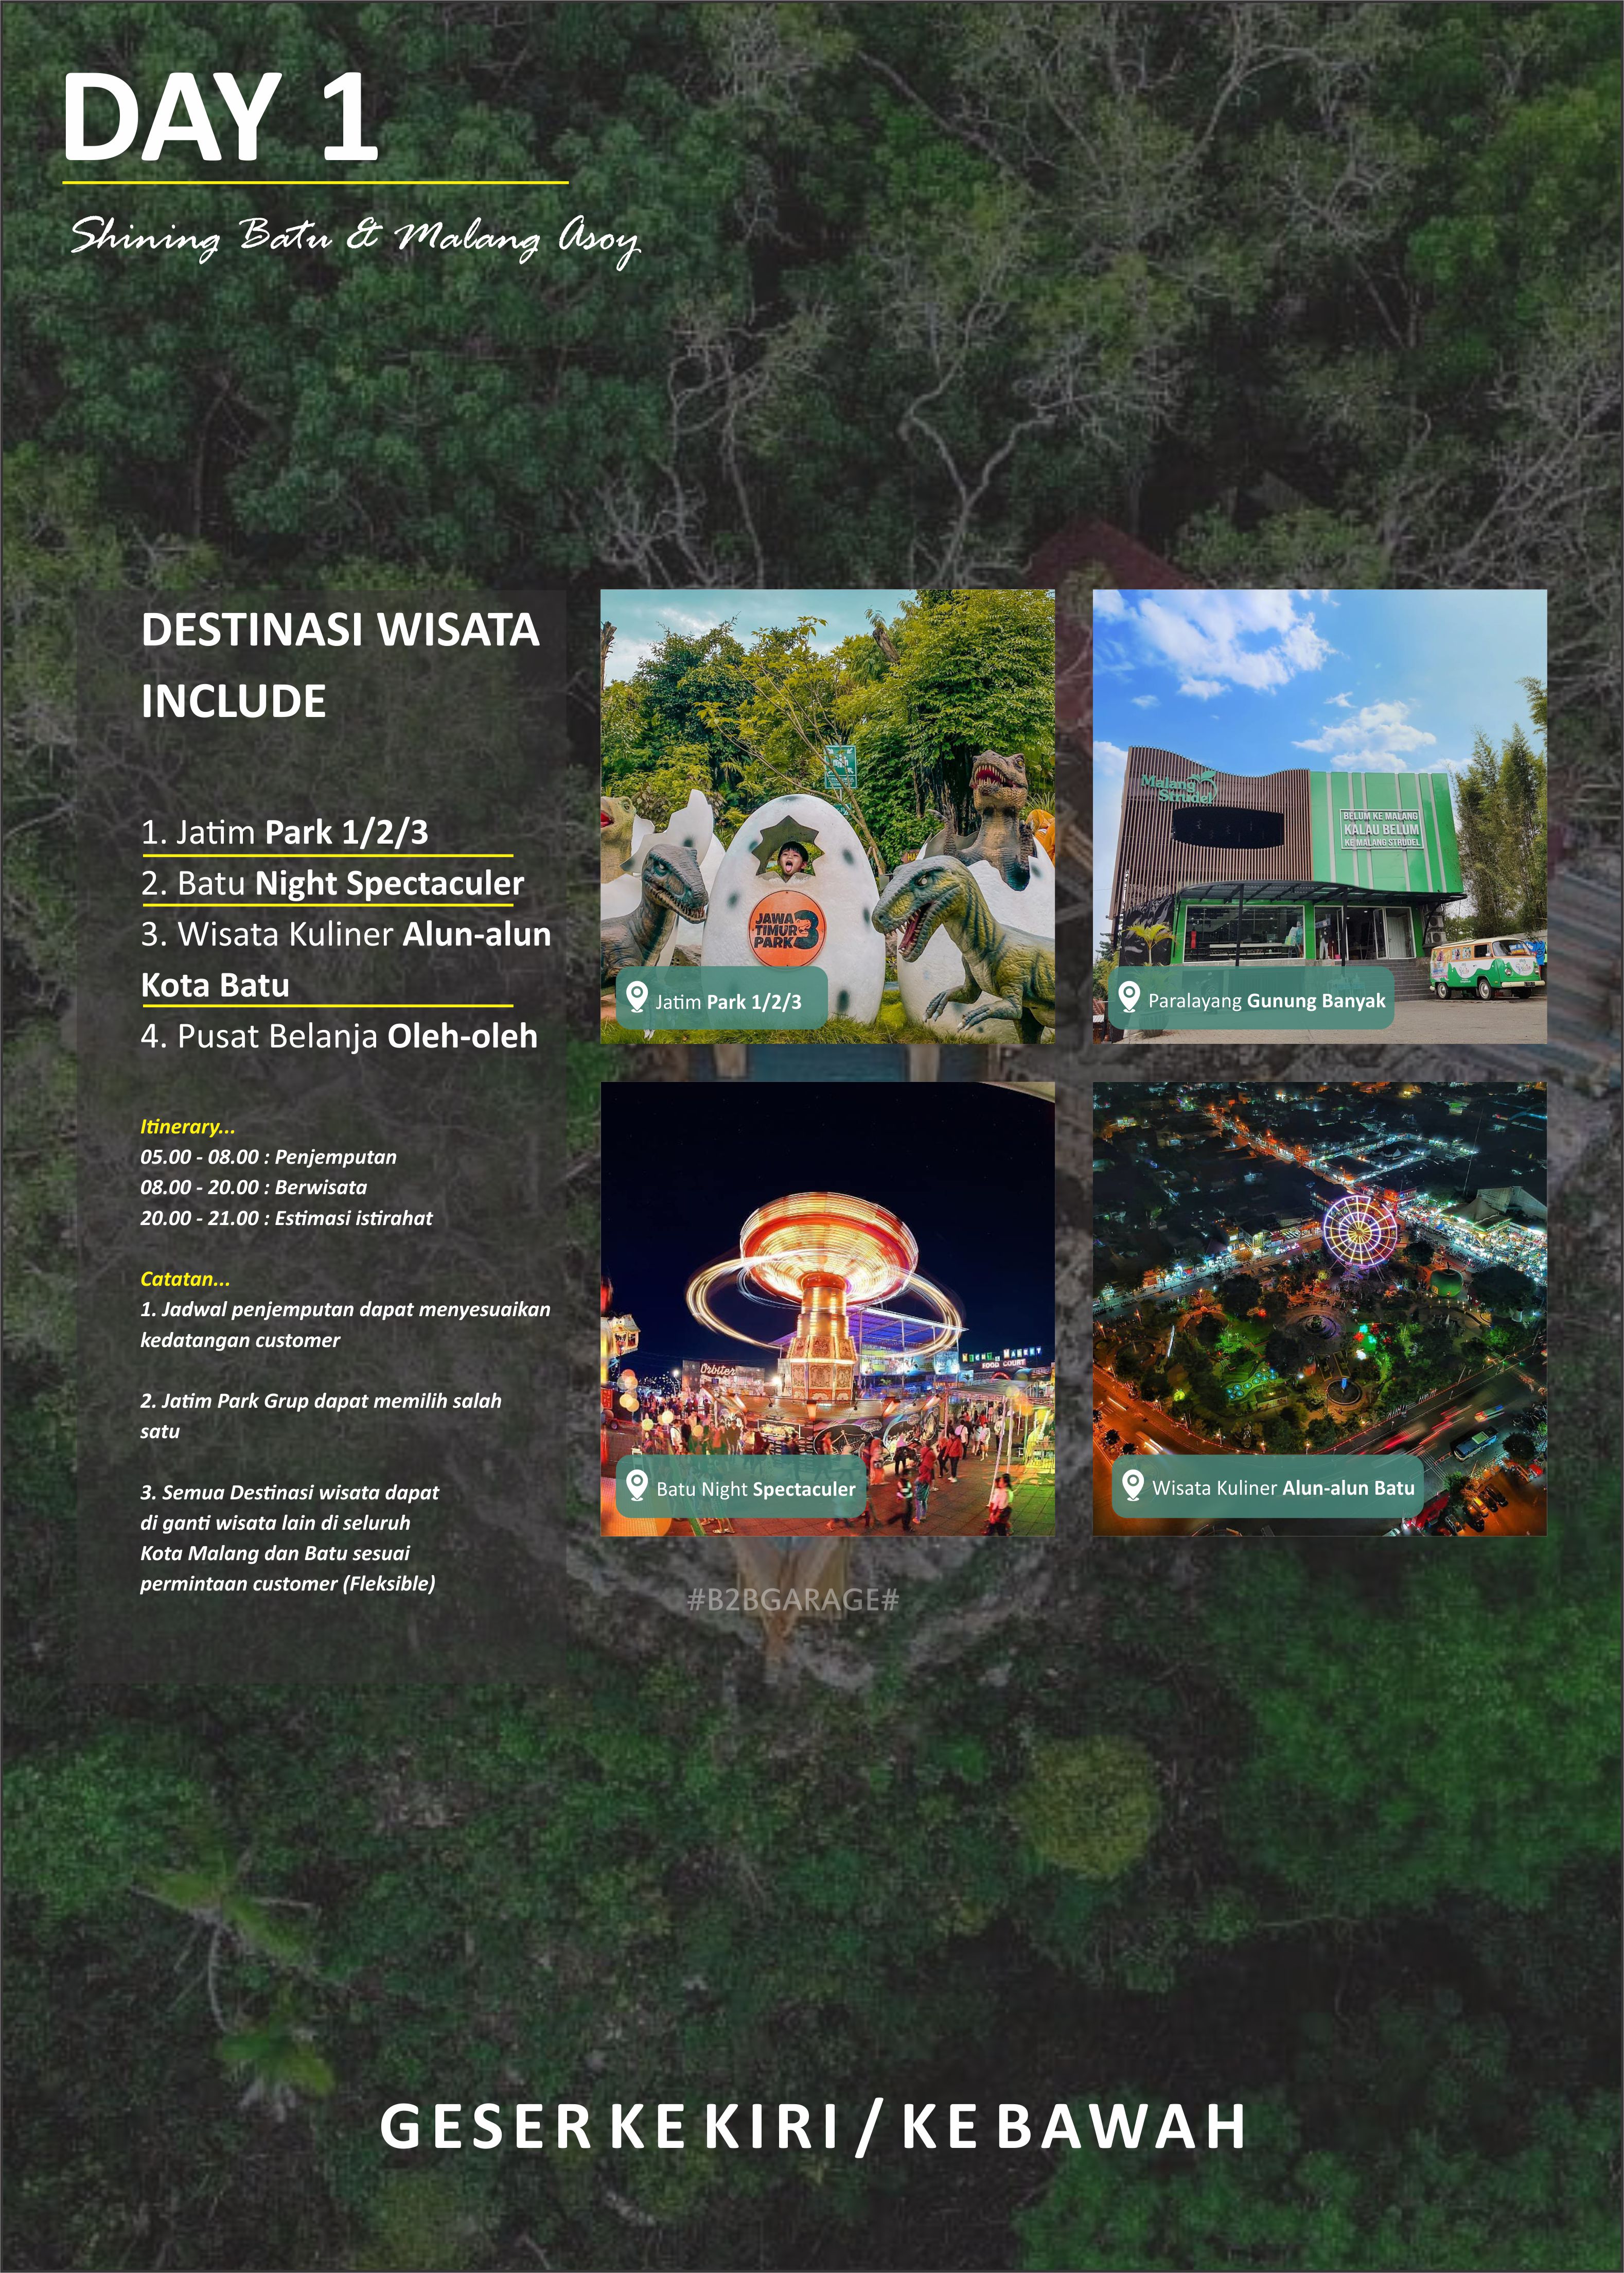 DAY 1
Shining Batu & Malang Asoy
DESTINASI WISATA
INCLUDE
1. Jatim Park 1/2/3
2. Batu Night Spectaculer
3. Wisata Kuliner Alun-alun
Kota Batu
4. Pusat Belanja Oleh-oleh
Itinerary...
05.00 - 08.00 : Penjemputan
08.00 - 20.00 : Berwisata
20.00 - 21.00 : Estimasi istirahat
Catatan...
1. Jadwal penjemputan dapat menyesuaikan
kedatangan customer
2. Jatim Park Grup dapat memilih salah
satu
3. Semua Destinasi wisata dapat
di ganti wisata lain di seluruh
Kota Malang dan Batu sesuai
permintaan customer (Fleksible)
JAWA
TIMUR
PARK 3
Jatim Park 1/2/3
Malang
Strudel
BELUM KE MALANG
KALAU BELUM
KE MALANG STRUDEL
Paralayang Gunung Banyak
Orbiter
NIGHT MARKET
FOOD COURT
Batu Night Spectaculer
Wisata Kuliner Alun-alun Batu
#B2BGARAGE#
GESER KE KIRI / KE BAWAH